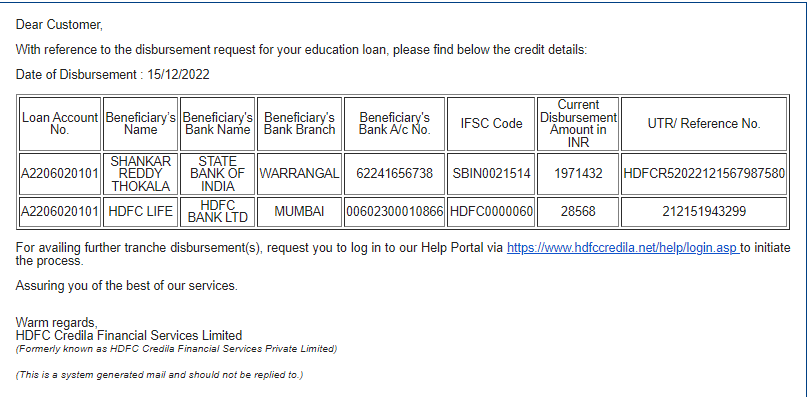 Dear Customer,
With reference to the disbursement request for your education loan, please find below the credit details:
Date of Disbursement : 15/12/2022
Loan Account No. Beneficiary's Name Beneficiary's Bank Name Beneficiary's Bank Branch Beneficiary's Bank A/c No. IFSC Code Current Disbursement Amount in INR UTR/ Reference No.
A2206020101 SHANKAR REDDY THOKALA STATE BANK OF INDIA WARRANGAL 62241656738 SBIN0021514 1971432 HDFCR52022121567987580
A2206020101 HDFC LIFE HDFC BANK LTD MUMBAI 00602300010866 HDFC0000060 28568 212151943299
For availing further tranche disbursement(s), request you to log in to our Help Portal via https://www.hdfccredila.net/help/login.asp to initiate
the process.
Assuring you of the best of our services.
Warm regards,
HDFC Credila Financial Services Limited
(Formerly known as HDFC Credila Financial Services Private Limited)
(This is a system generated mail and should not be replied to.)